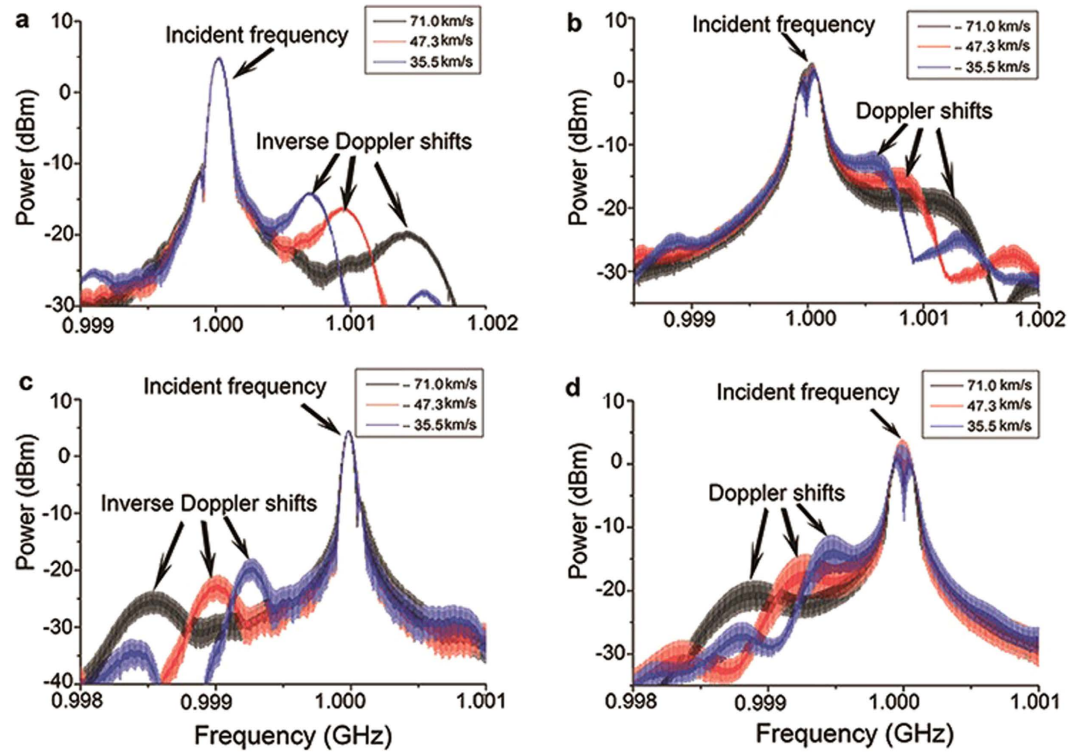 a
Incident frequency
71.0 km/s
47.3 km/s
35.5 km/s
Inverse Doppler shifts
Power (dBm)
10
0
-10
-20
-30
0.999
1.000
1.001
1.002
b
Incident frequency
- 71.0 km/s
- 47.3 km/s
- 35.5 km/s
Doppler shifts
Power (dBm)
10
0
-10
-20
-30
0.999
1.000
1.001
1.002
c
Incident frequency
- 71.0 km/s
- 47.3 km/s
- 35.5 km/s
Inverse Doppler shifts
Power (dBm)
10
0
-10
-20
-30
-40
0.998
0.999
1.000
1.001
Frequency (GHz)
d
Incident frequency
71.0 km/s
47.3 km/s
35.5 km/s
Doppler shifts
Power (dBm)
10
0
-10
-20
-30
0.998
0.999
1.000
1.001
Frequency (GHz)